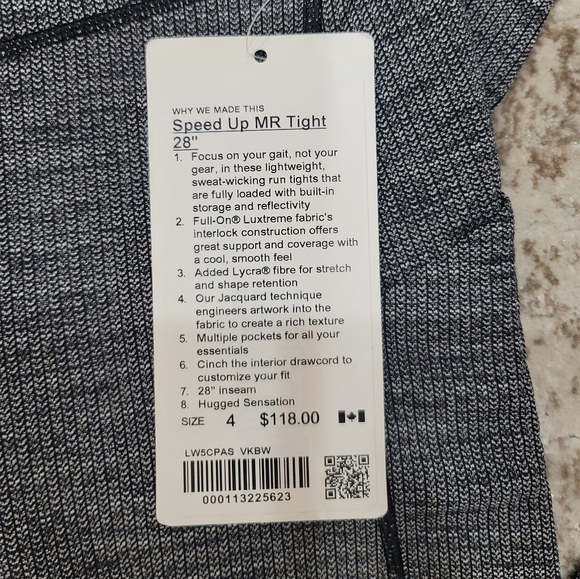 WHY WE MADE THIS
Speed Up MR Tight
28"
1. Focus on your gait, not your
gear, in these lightweight,
sweat-wicking run tights that
are fully loaded with built-in
storage and reflectivity
2. Full-On® Luxtreme fabric's
interlock construction offers
great support and coverage with
a cool, smooth feel
3. Added Lycra® fibre for stretch
and shape retention
4. Our Jacquard technique
engineers artwork into the
fabric to create a rich texture
5. Multiple pockets for all your
essentials
6. Cinch the interior drawcord to
customize your fit
7. 28" inseam
8. Hugged Sensation
SIZE 4 $118.00
LW5CPAS VKBW
000113225623